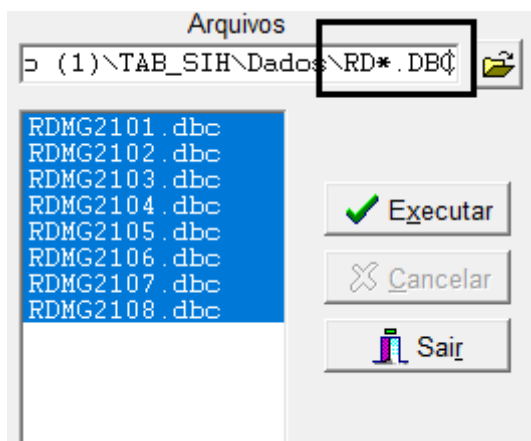 Arquivos
o (1)\TAB_SIH\Dados\RD*.DBC
RDMG2101.dbc
RDMG2102.dbc
RDMG2103.dbc
RDMG2104.dbc
RDMG2105.dbc
RDMG2106.dbc
RDMG2107.dbc
RDMG2108.dbc
Executar
Cancelar
Sair